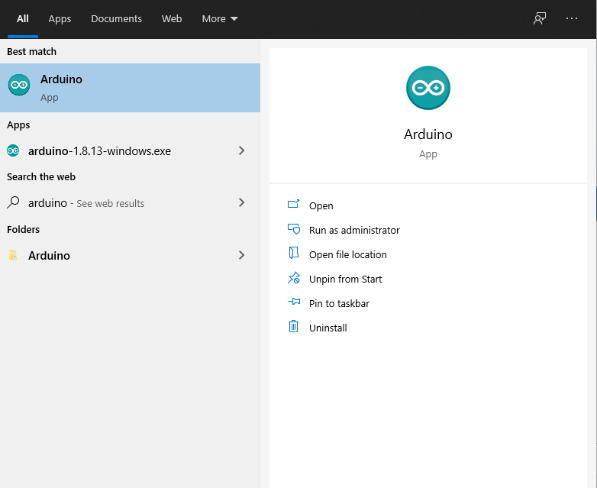 All Apps Documents Web More
Best match
Arduino
App
Apps
arduino-1.8.13-windows.exe
Search the web
arduino - See web results
Folders
Arduino
Arduino
App
Open
Run as administrator
Open file location
Unpin from Start
Pin to taskbar
Uninstall